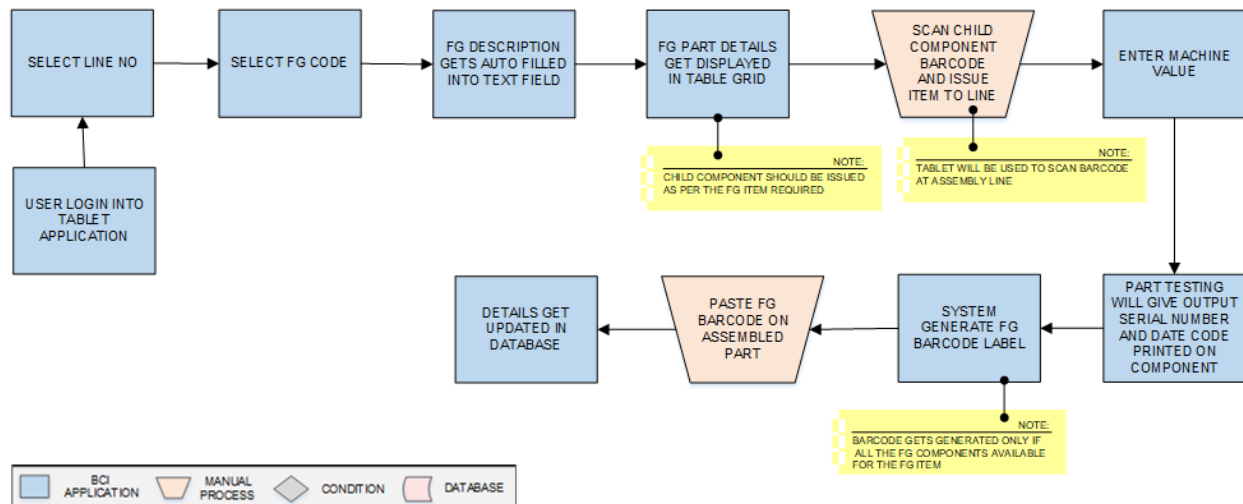 SELECT LINE NO
SELECT FG CODE
FG DESCRIPTION
GETS AUTO FILLED
INTO TEXT FIELD
FG PART DETAILS
GET DISPLAYED
IN TABLE GRID
SCAN CHILD
COMPONENT
BARCODE
AND ISSUE
ITEM TO LINE
ENTER MACHINE
VALUE
NOTE:
CHILD COMPONENT SHOULD BE ISSUED
AS PER THE FG ITEM REQUIRED
NOTE:
TABLET WILL BE USED TO SCAN BARCODE
AT ASSEMBLY LINE
USER LOGIN INTO
TABLET
APPLICATION
DETAILS GET
UPDATED IN
DATABASE
PASTE FG
BARCODE ON
ASSEMBLED
PART
SYSTEM
GENERATE FG
BARCODE LABEL
PART TESTING
WILL GIVE OUTPUT
SERIAL NUMBER
AND DATE CODE
PRINTED ON
COMPONENT
NOTE:
BARCODE GETS GENERATED ONLY IF
ALL THE FG COMPONENTS AVAILABLE
FOR THE FG ITEM
BCI
APPLICATION
MANUAL
PROCESS
CONDITION
DATABASE